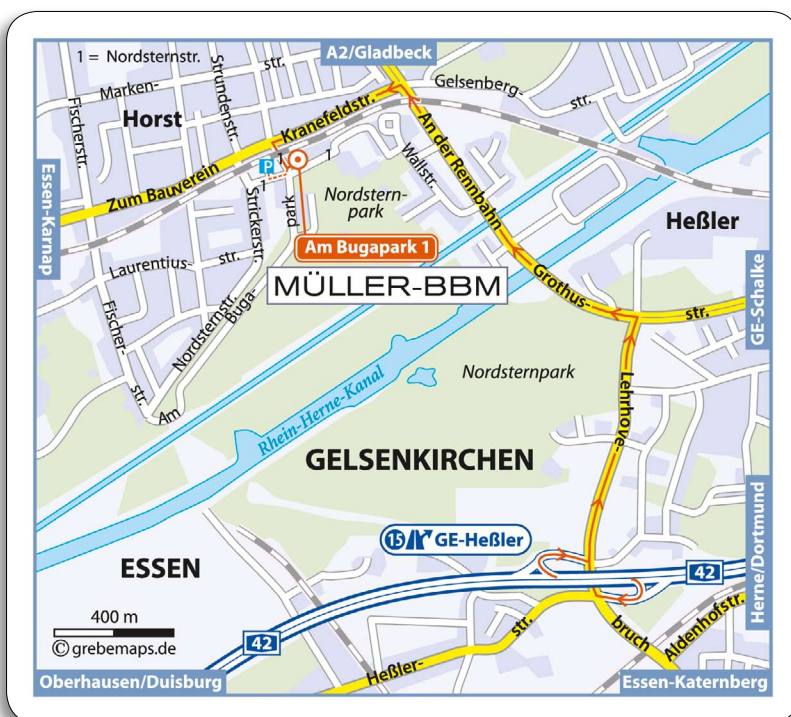 A2/Gladbeck
1 = Nordsternstr.
Marken-
str.
Strundenstr.
Gelsenberg-
str.
Fischerstr.
Horst
Kranefeldstr.
An der Rennbahn
1
1
P
1
Zum Bauverein
Wallstr.
Essen-Karnap
Nordstern-
park
Strickerstr.
park
Heßler
Am Bugapark 1
MÜLLER-BBM
Laurentius-
str.
Grothus-
str.
GE-Schalke
Fischer-
str.
Nordsternstr.
Buga-
Am
Nordsternpark
Lehrhove-
Rhein-Herne-Kanal
GELSENKIRCHEN
15 GE-Heßler
Herne/Dortmund
ESSEN
42
400 m
© grebemaps.de
42
str.
bruch
Aldenhofstr.
Heßler-
Oberhausen/Duisburg
Essen-Katernberg